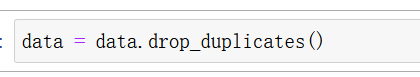 : data = data.drop_duplicates()